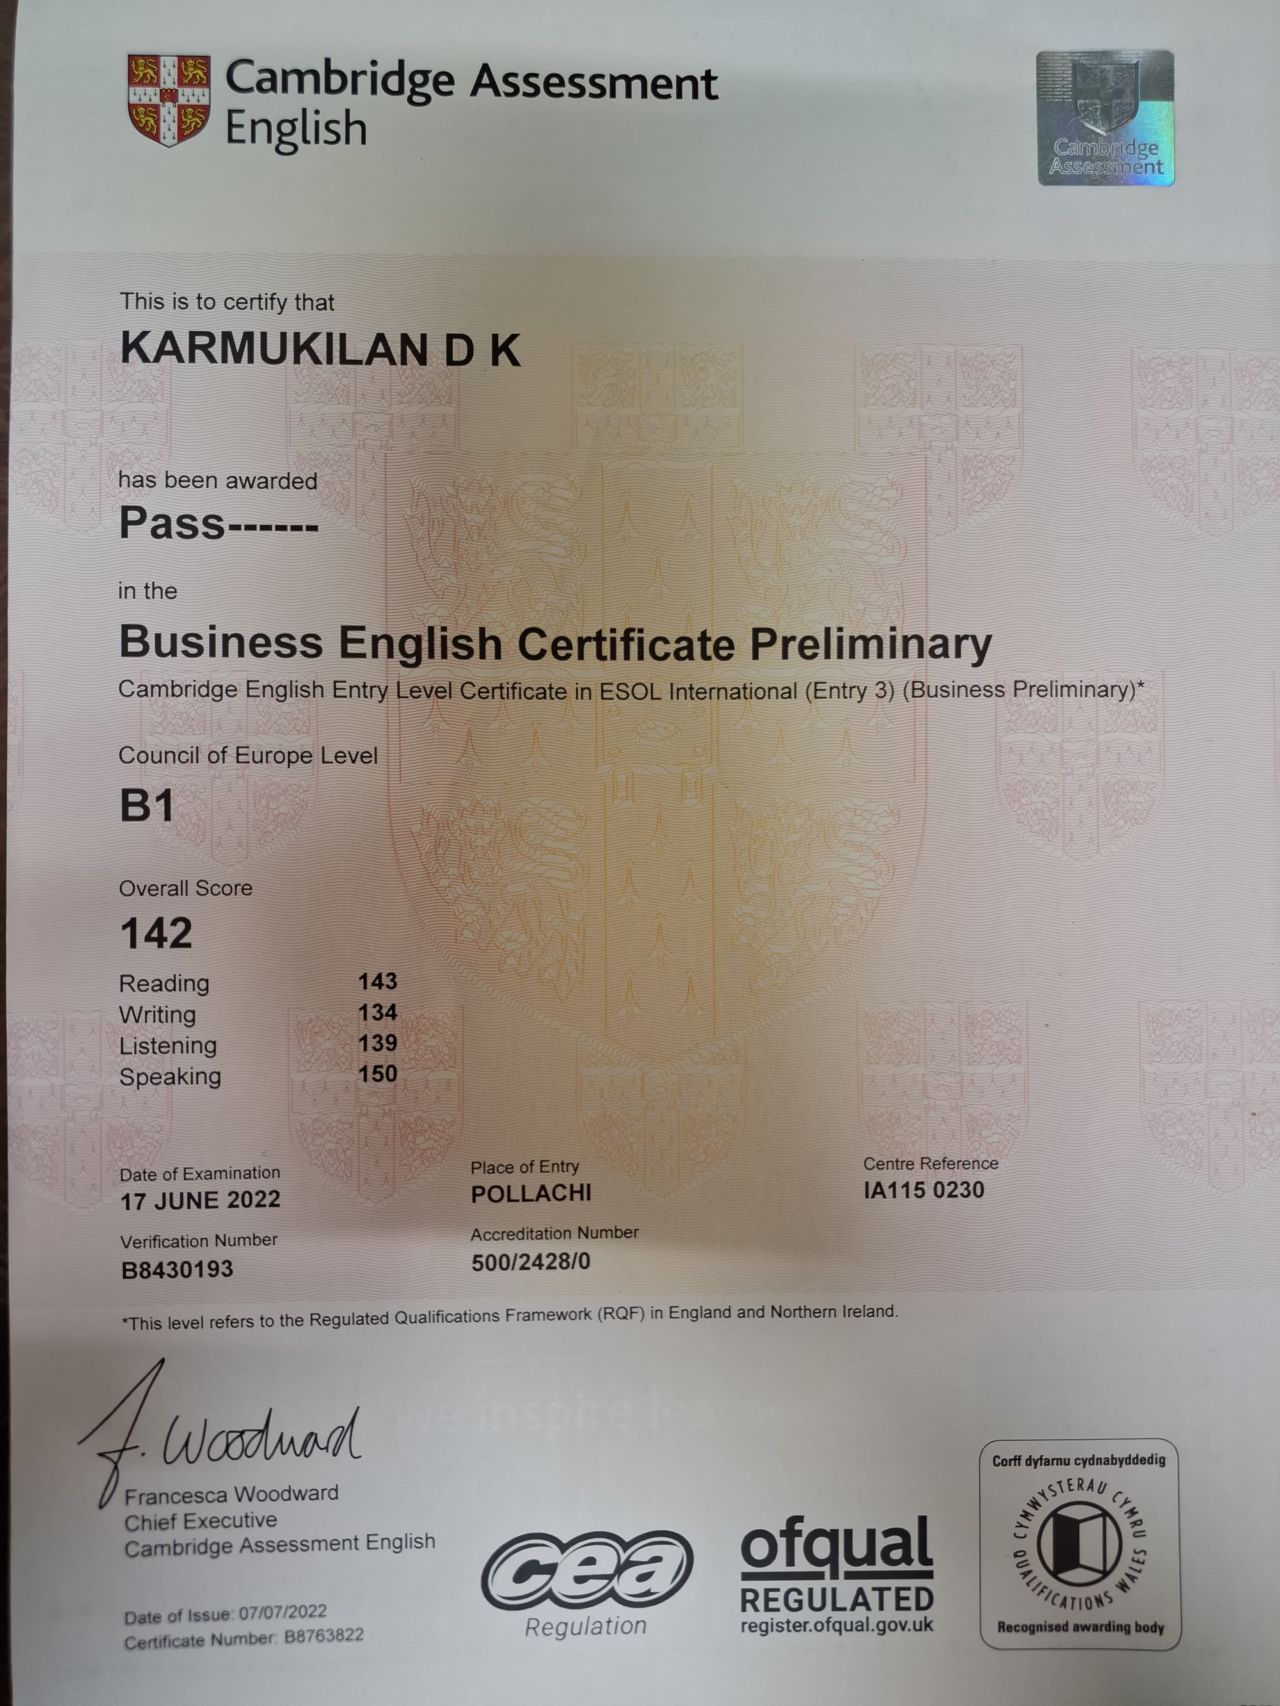 Cambridge Assessment
English
Cambridge
Assessment
This is to certify that
KARMUKILAN D K
has been awarded
Pass------
in the
Business English Certificate Preliminary
Cambridge English Entry Level Certificate in ESOL International (Entry 3) (Business Preliminary)*
Council of Europe Level
B1
Overall Score
142
Reading 143
Writing 134
Listening 139
Speaking 150
Date of Examination
17 JUNE 2022
Place of Entry
POLLACHI
Centre Reference
IA115 0230
Verification Number
B8430193
Accreditation Number
500/2428/0
*This level refers to the Regulated Qualifications Framework (RQF) in England and Northern Ireland.
we inspire
F. Woodward
Francesca Woodward
Chief Executive
Cambridge Assessment English
Date of Issue: 07/07/2022
Certificate Number: B8763822
cea
Regulation
ofqual
REGULATED
register.ofqual.gov.uk
Corff dyfarnu cydnabyddedig
CYMWYSTERAU CYMRU
QUALIFICATIONS WALES
Recognised awarding body